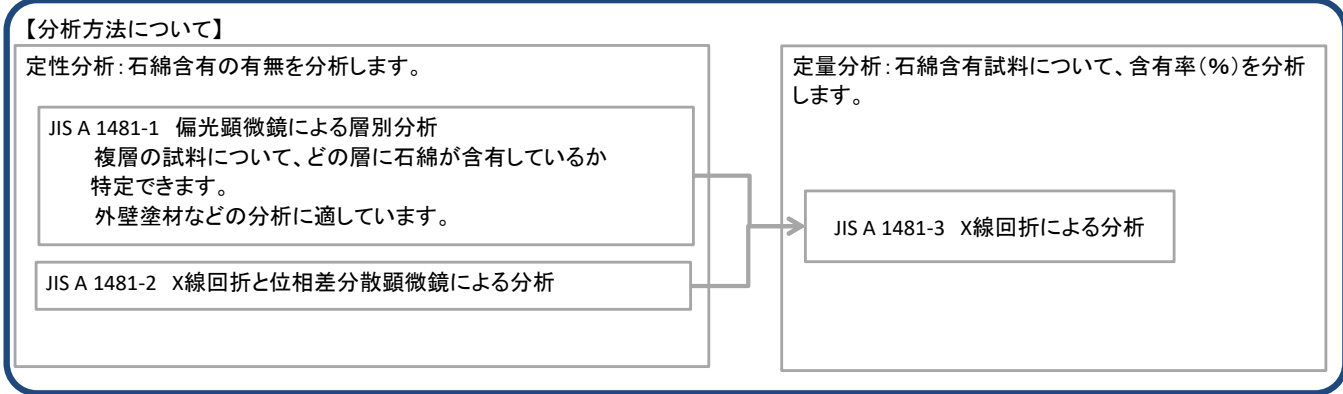 【分析方法について】
定性分析:石綿含有の有無を分析します。
JIS A 1481-1 偏光顕微鏡による層別分析
複層の試料について、どの層に石綿が含有しているか
特定できます。
外壁塗材などの分析に適しています。
JIS A 1481-2 X線回折と位相差分散顕微鏡による分析
定量分析:石綿含有試料について、含有率(%)を分析
します。
JIS A 1481-3 X線回折による分析